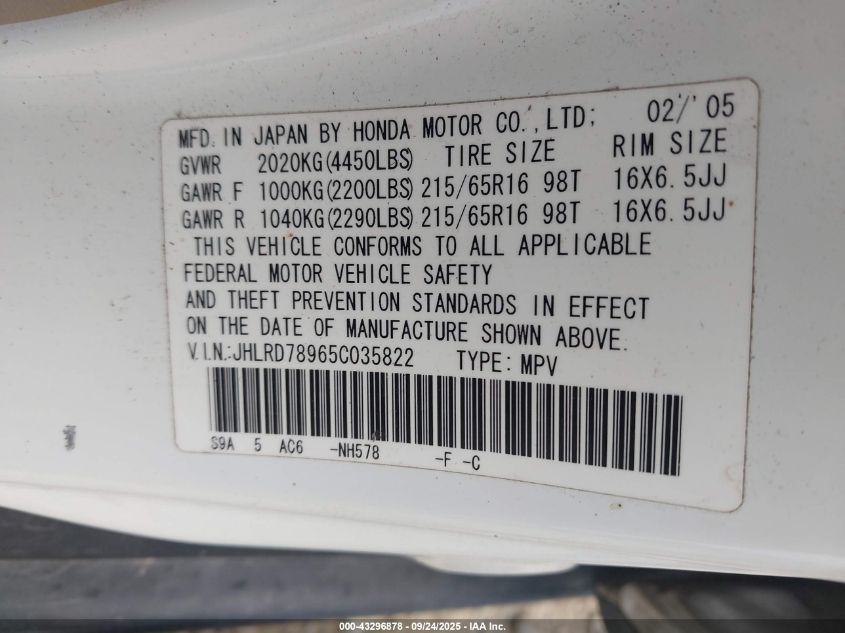 MFD. IN JAPAN BY HONDA MOTOR CO., LTD; 02/'05
GVWR 2020KG(4450LBS) TIRE SIZE RIM SIZE
GAWR F 1000KG(2200LBS) 215/65R16 98T 16X6.5JJ
GAWR R 1040KG(2290LBS) 215/65R16 98T 16X6.5JJ
THIS VEHICLE CONFORMS TO ALL APPLICABLE
FEDERAL MOTOR VEHICLE SAFETY
AND THEFT PREVENTION STANDARDS IN EFFECT
ON THE DATE OF MANUFACTURE SHOWN ABOVE.
V.I.N.:JHLRD78965C035822 TYPE: MPV
S9A 5 AC6 -NH578 -F -C
000-43296878 - 09/24/2025 - IAA Inc.